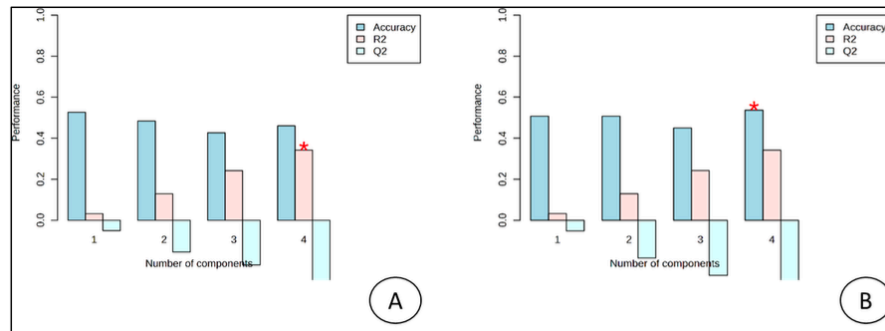 1.0
0.8
0.6
0.4
0.2
0.0
Performance
Accuracy
R2
Q2
1 2 3 4
Number of components
A
1.0
0.8
0.6
0.4
0.2
0.0
Performance
Accuracy
R2
Q2
1 2 3 4
Number of components
B